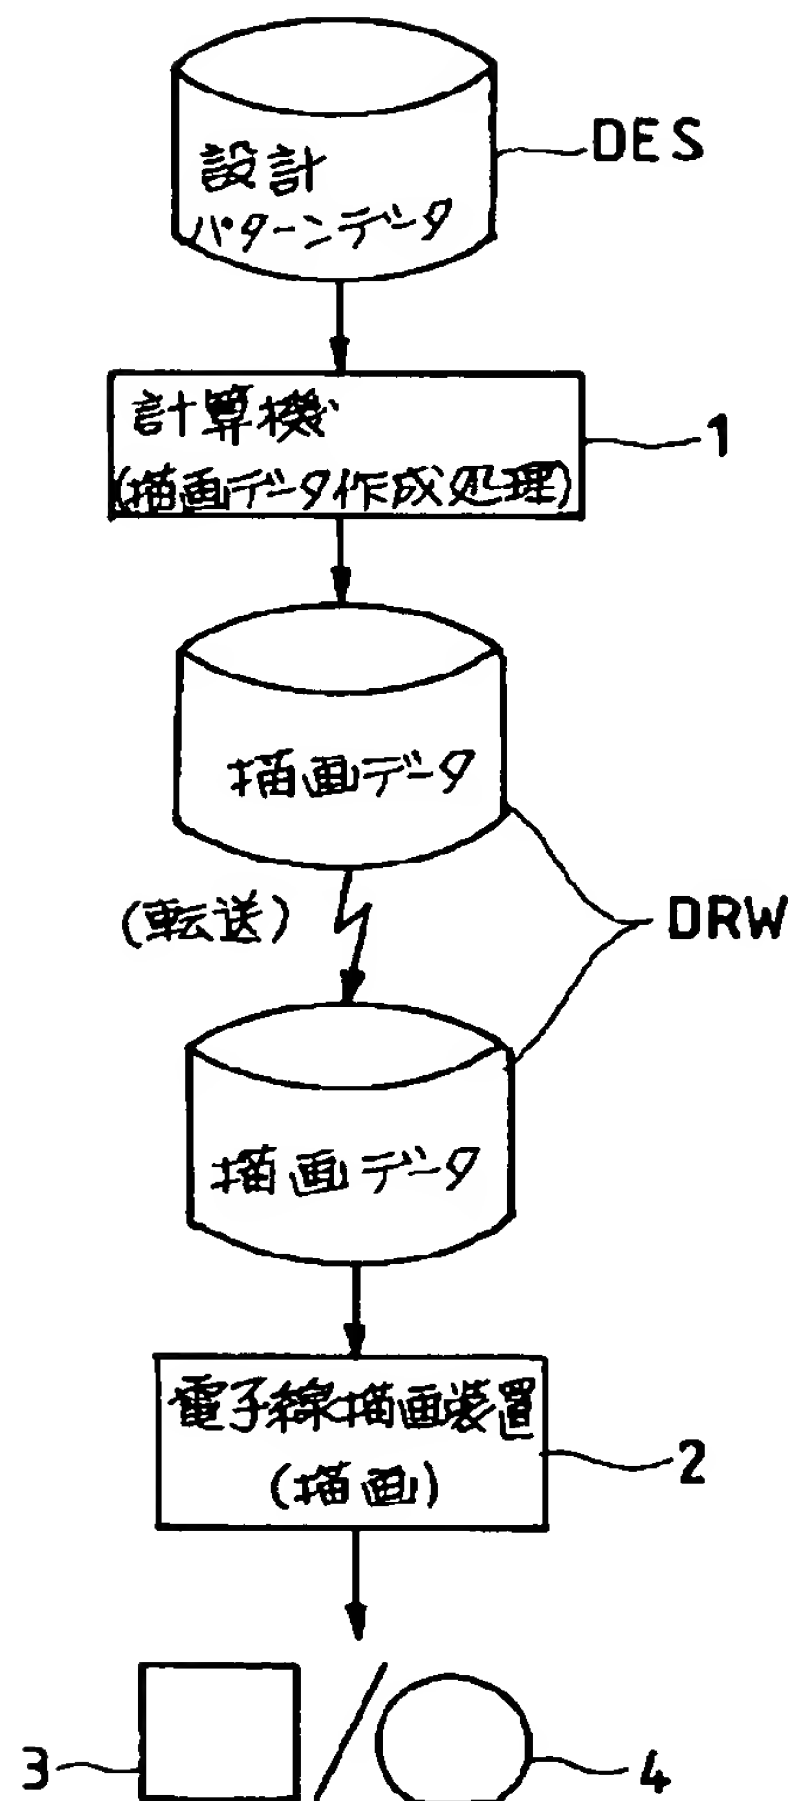 設計
パターンデータ
DES
計算機
(描画データ作成処理)
1
描画データ
(転送)
DRW
描画データ
電子線描画装置
(描画)
2
3
4